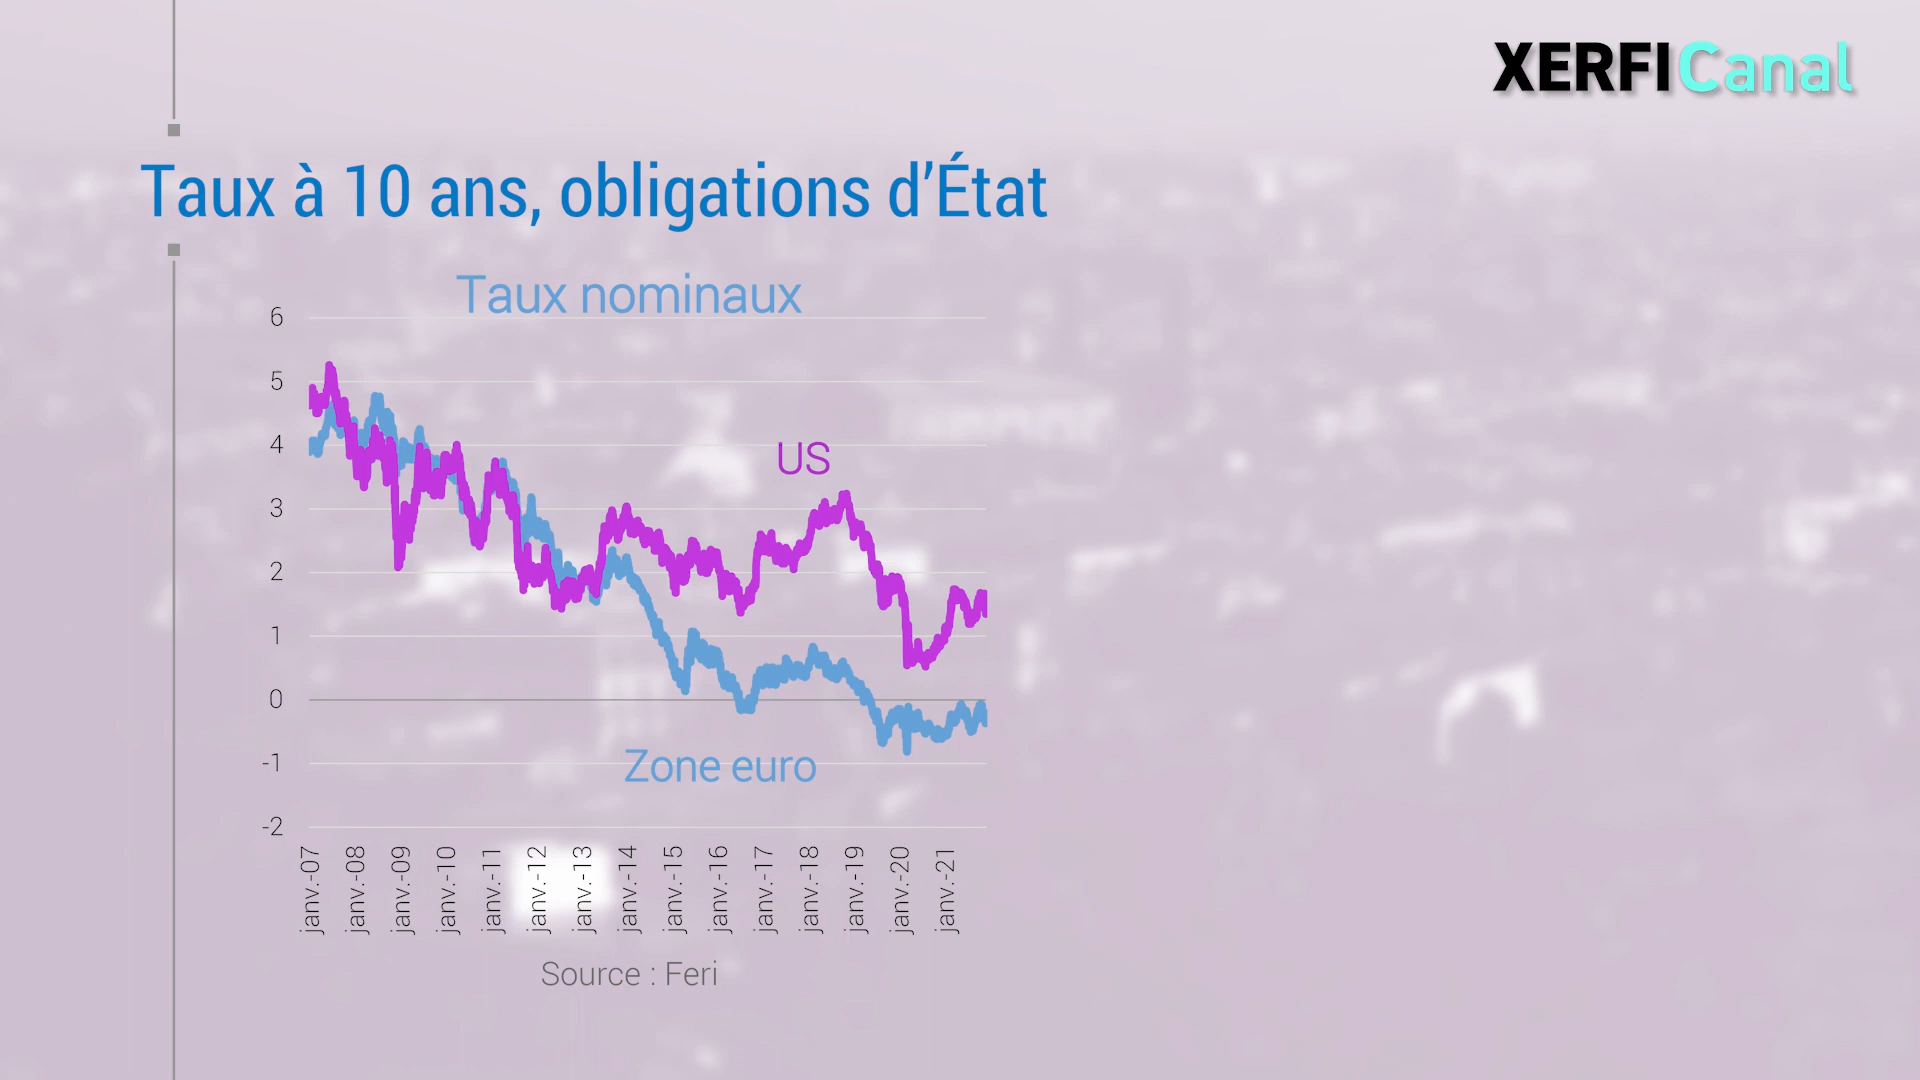 XERFI Canal
Taux à 10 ans, obligations d’État
Taux nominaux
6
5
4
3
2
1
0
-1
-2
US
Zone euro
janv.-07
janv.-08
janv.-09
janv.-10
janv.-11
janv.-12
janv.-13
janv.-14
janv.-15
janv.-16
janv.-17
janv.-18
janv.-19
janv.-20
janv.-21
Source : Feri